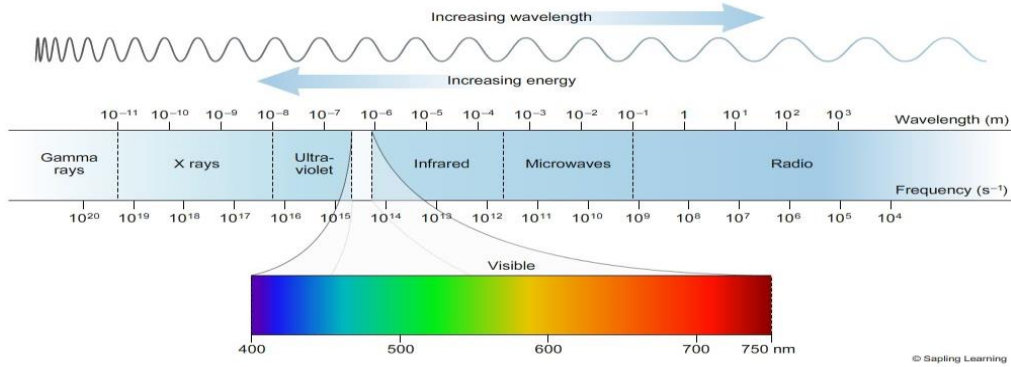 Increasing wavelength
Increasing energy
10⁻¹¹ 10⁻¹⁰ 10⁻⁹ 10⁻⁸ 10⁻⁷ 10⁻⁶ 10⁻⁵ 10⁻⁴ 10⁻³ 10⁻² 10⁻¹ 1 10¹ 10² 10³ Wavelength (m)
Gamma rays X rays Ultra-violet Infrared Microwaves Radio
Frequency (s⁻¹)
10²⁰ 10¹⁹ 10¹⁸ 10¹⁷ 10¹⁶ 10¹⁵ 10¹⁴ 10¹³ 10¹² 10¹¹ 10¹⁰ 10⁹ 10⁸ 10⁷ 10⁶ 10⁵ 10⁴
Visible
400 500 600 700 750 nm
© Sapling Learning